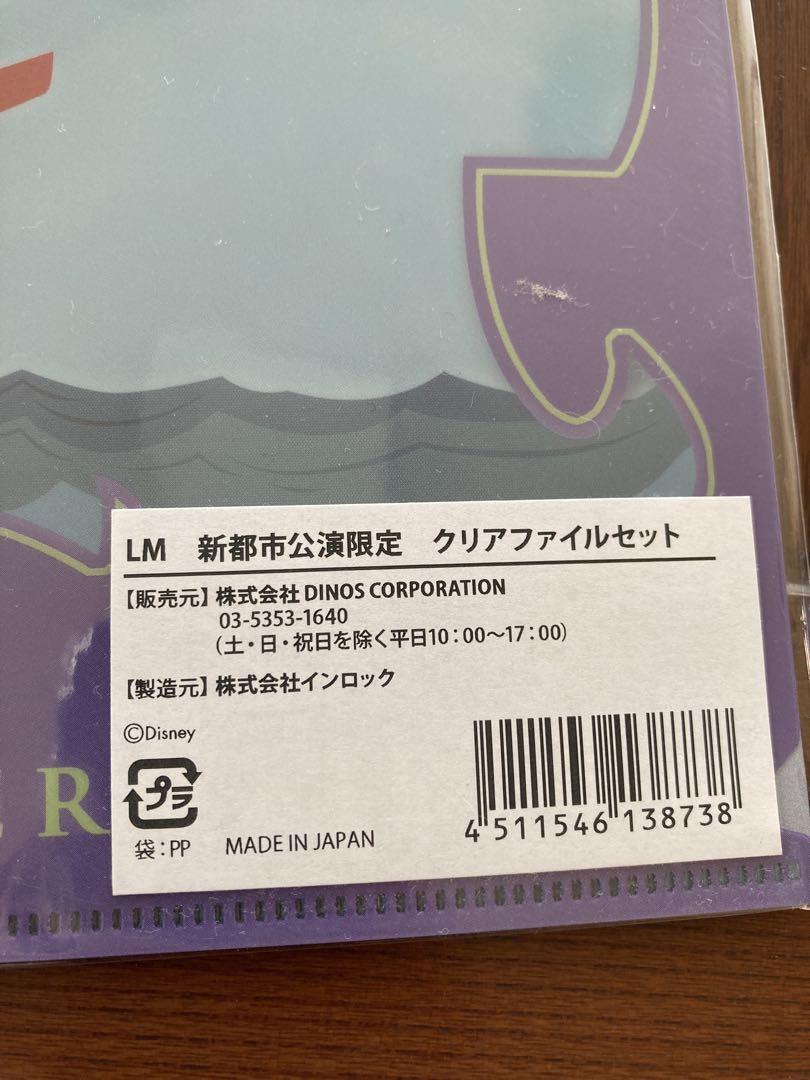 LM　新都市公演限定　クリアファイルセット
【販売元】株式会社 DINOS CORPORATION
03-5353-1640
（土・日・祝日を除く平日10：00～17：00）
【製造元】株式会社インロック
©Disney
プラ
袋：PP　MADE IN JAPAN
4 511546 138738
ER